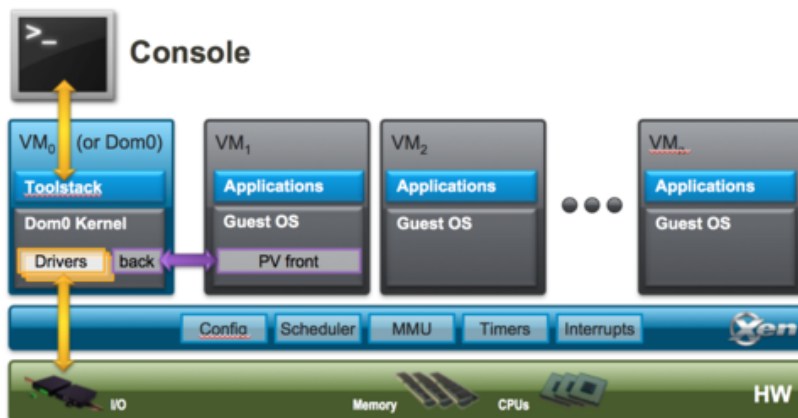 >_
Console
VM0 (or Dom0)
Toolstack
Dom0 Kernel
Drivers
back
VM1
Applications
Guest OS
PV front
VM2
Applications
Guest OS
VMn
Applications
Guest OS
Config
Scheduler
MMU
Timers
Interrupts
Xen
I/O
Memory
CPUs
HW